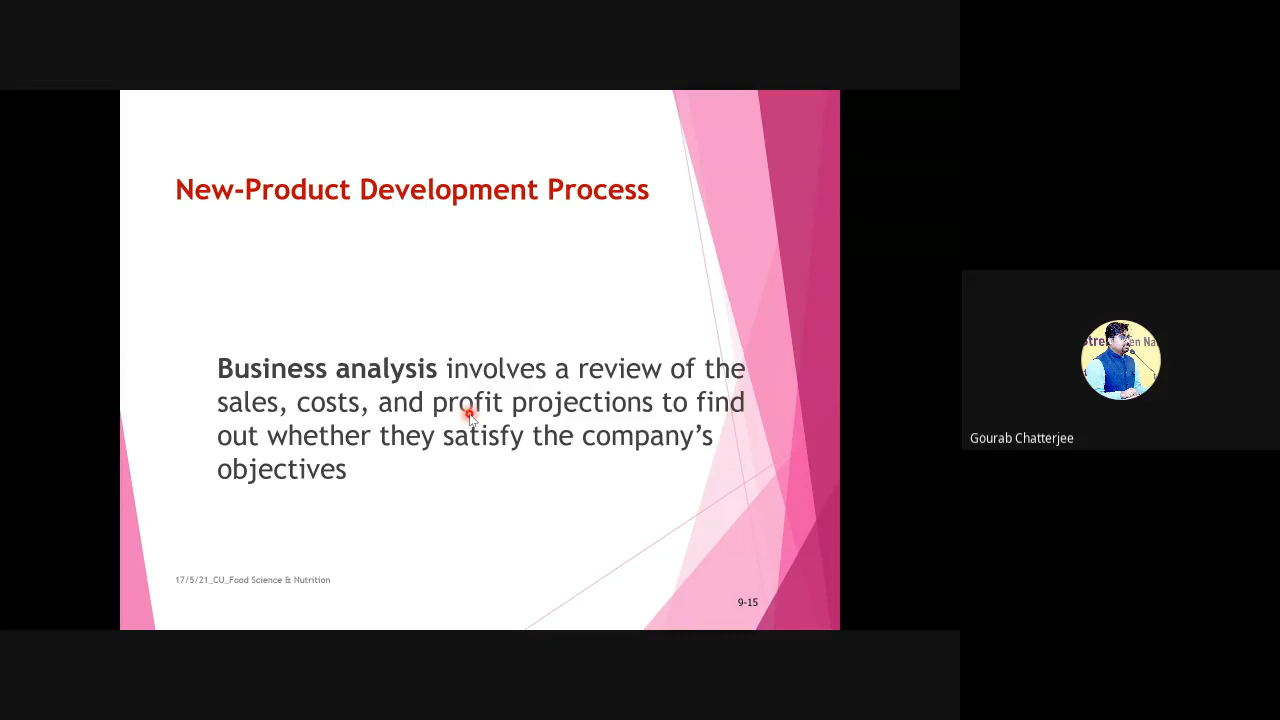 New-Product Development Process
Business analysis involves a review of the
sales, costs, and profit projections to find
out whether they satisfy the company’s
objectives
17/5/21_CU_Food Science & Nutrition
9-15
Gourab Chatterjee